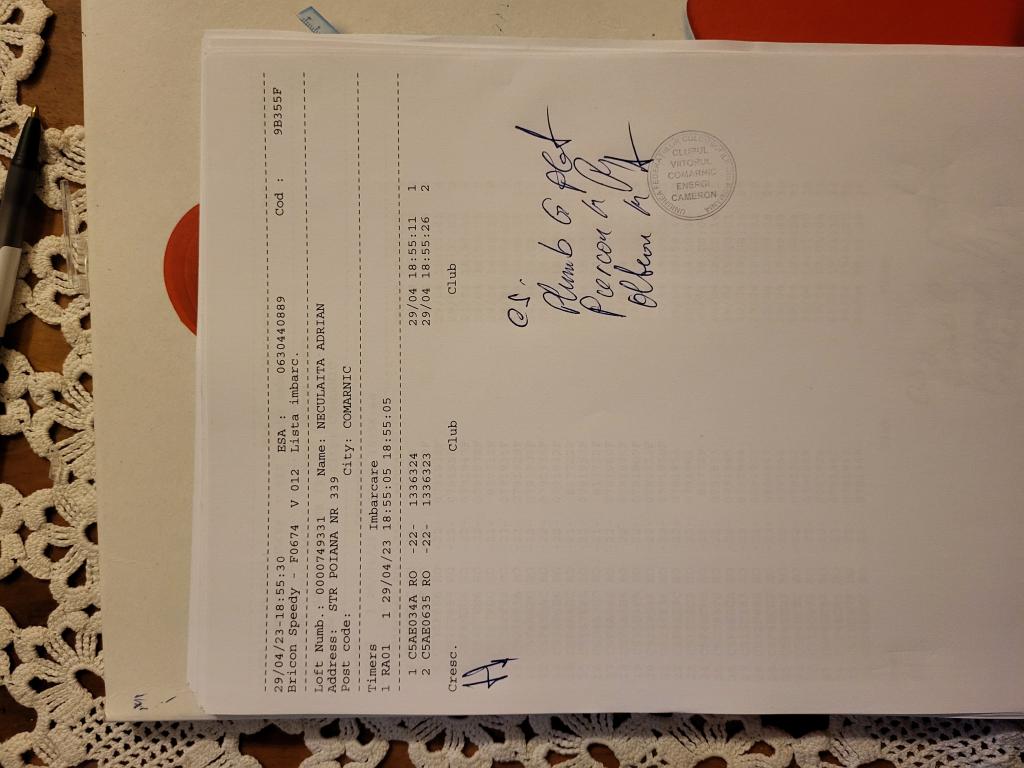 29/04/23-18:55:30 ESA : 0630440889 Cod : 9B355F
Bricon Speedy - F0674 V 012 Lista imbarc.
Loft Numb.: 0000749331 Name: NECULAITA ADRIAN
Address: STR POIANA NR 339
Post code: City: COMARNIC
Timers Imbarcare
1 RA01 1 29/04/23 18:55:05 18:55:05
1 C5AE034A RO -22- 1336324 29/04 18:55:11 1
2 C5AE0635 RO -22- 1336323 29/04 18:55:26 2
Cresc. Club Club
CLUBUL
VIITORUL
COMARNIC
ENERGI
CAMERON